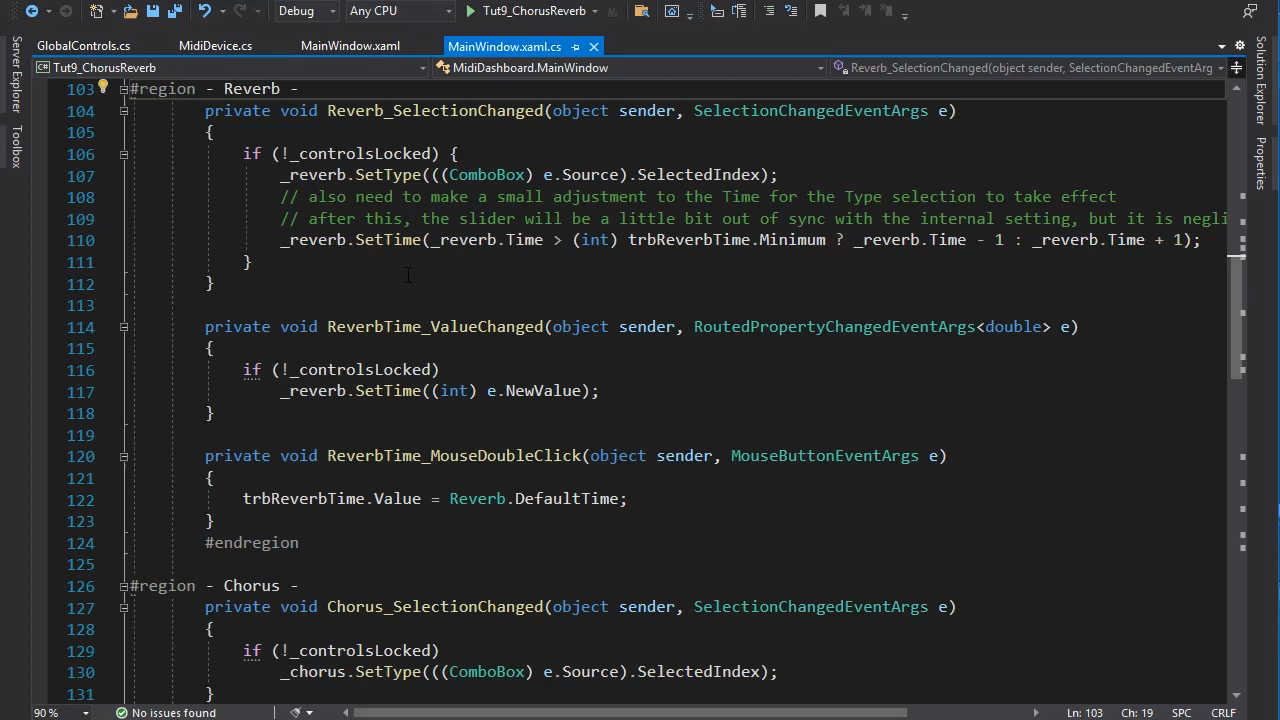 Debug Any CPU Tut9_ChorusReverb
Server Explorer
Toolbox
GlobalControls.cs MidiDevice.cs MainWindow.xaml MainWindow.xaml.cs
Tut9_ChorusReverb MidiDashboard.MainWindow Reverb_SelectionChanged(object sender, SelectionChangedEventArg
103 #region - Reverb -
104 private void Reverb_SelectionChanged(object sender, SelectionChangedEventArgs e)
105 {
106 if (!_controlsLocked) {
107 _reverb.SetType(((ComboBox) e.Source).SelectedIndex);
108 // also need to make a small adjustment to the Time for the Type selection to take effect
109 // after this, the slider will be a little bit out of sync with the internal setting, but it is negli
110 _reverb.SetTime(_reverb.Time > (int) trbReverbTime.Minimum ? _reverb.Time - 1 : _reverb.Time + 1);
111 }
112 }
113
114 private void ReverbTime_ValueChanged(object sender, RoutedPropertyChangedEventArgs<double> e)
115 {
116 if (!_controlsLocked)
117 _reverb.SetTime((int) e.NewValue);
118 }
119
120 private void ReverbTime_MouseDoubleClick(object sender, MouseButtonEventArgs e)
121 {
122 trbReverbTime.Value = Reverb.DefaultTime;
123 }
124 #endregion
125
126 #region - Chorus -
127 private void Chorus_SelectionChanged(object sender, SelectionChangedEventArgs e)
128 {
129 if (!_controlsLocked)
130 _chorus.SetType(((ComboBox) e.Source).SelectedIndex);
131 }
Solution Explorer
Properties
90 % No issues found Ln: 103 Ch: 19 SPC CRLF